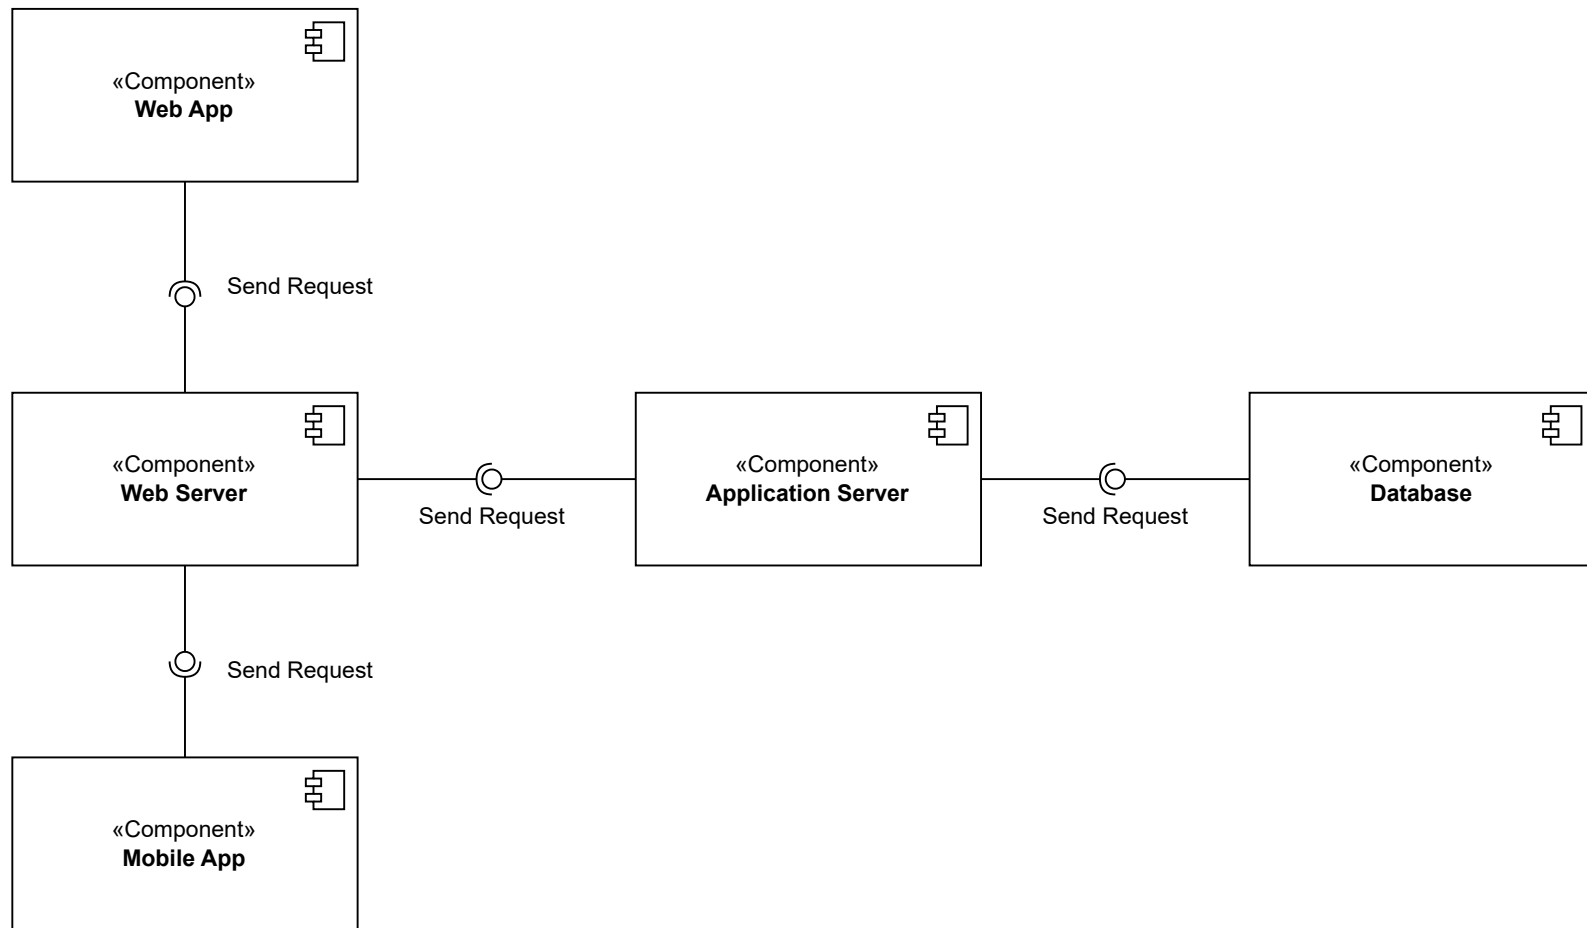 «Component»
Web App
Send Request
«Component»
Web Server
Send Request
«Component»
Application Server
Send Request
«Component»
Database
Send Request
«Component»
Mobile App